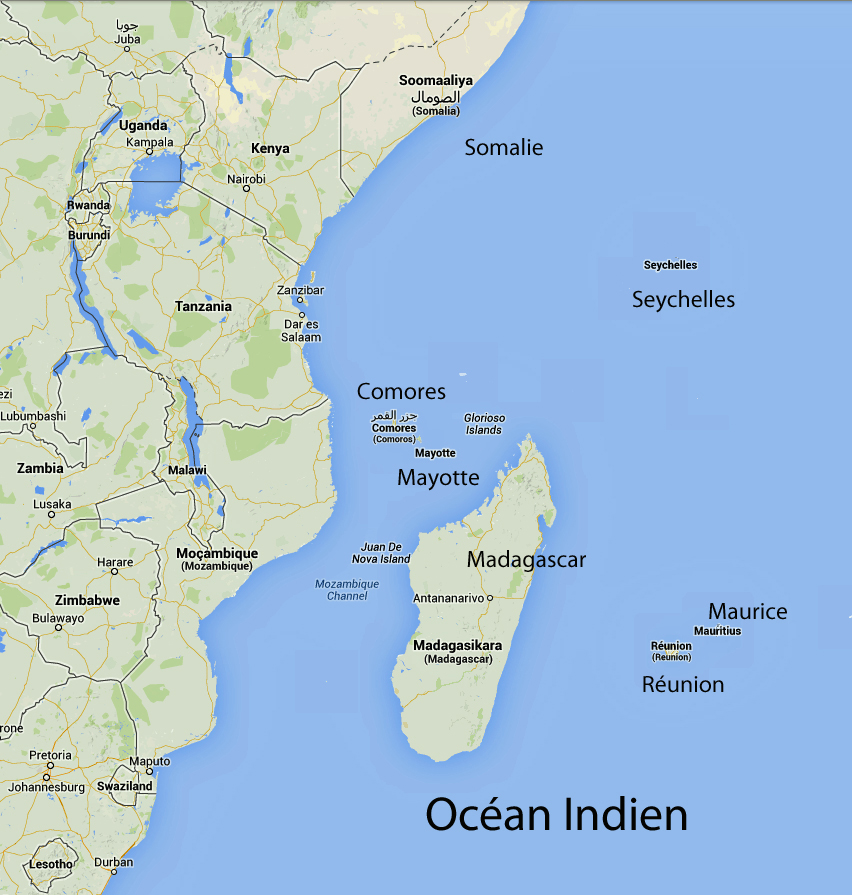 جوبا
Juba
Soomaaliya
الصومال
(Somalia)
Uganda
Kampala
Kenya
Somalie
Nairobi
Rwanda
Burundi
Seychelles
Zanzibar
Seychelles
Tanzania
Dar es
Salaam
ezi
Comores
Lubumbashi
جزر القمر
Comores
(Comoros)
Glorioso
Islands
Mayotte
Zambia
Malawi
Mayotte
Lusaka
Moçambique
(Mozambique)
Juan De
Nova Island
Madagascar
Harare
Mozambique
Channel
Zimbabwe
Antananarivo
Maurice
Bulawayo
Mauritius
Madagasikara
(Madagascar)
Réunion
(Reunion)
Réunion
rone
Pretoria
Maputo
Johannesburg
Swaziland
Océan Indien
Lesotho
Durban